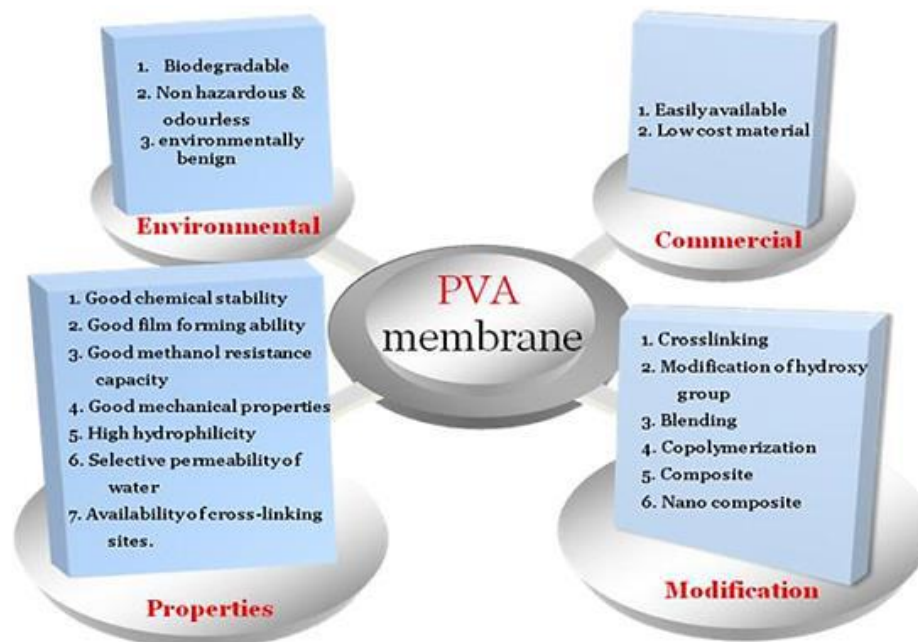 1. Biodegradable
2. Non hazardous &
odourless
3. environmentally
benign
Environmental
1. Easily available
2. Low cost material
Commercial
PVA
membrane
1. Good chemical stability
2. Good film forming ability
3. Good methanol resistance
capacity
4. Good mechanical properties
5. High hydrophilicity
6. Selective permeability of
water
7. Availability of cross-linking
sites.
Properties
1. Crosslinking
2. Modification of hydroxy
group
3. Blending
4. Copolymerization
5. Composite
6. Nano composite
Modification